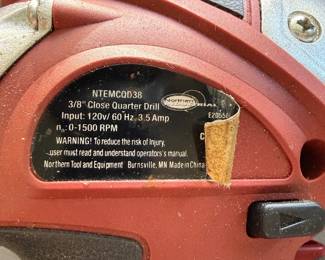 NTEMCQD38
3/8" Close Quarter Drill
Input: 120v/ 60 Hz, 3.5 Amp
n₀: 0-1500 RPM
WARNING! To reduce the risk of Injury,
user must read and understand operators's manual.
Northern Tool and Equipment Burnsville, MN Made in China
Northern